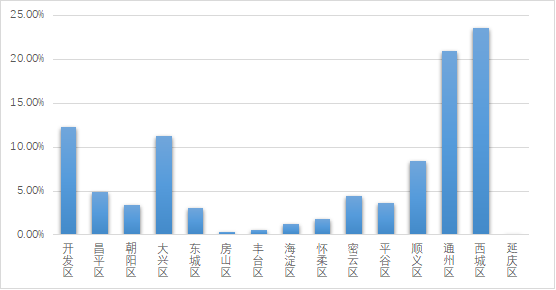 25.00%
20.00%
15.00%
10.00%
5.00%
0.00%
开发区
昌平区
朝阳区
大兴区
东城区
房山区
丰台区
海淀区
怀柔区
密云区
平谷区
顺义区
通州区
西城区
延庆区